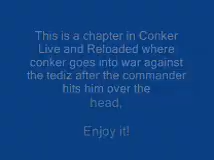 This is a chapter in Conker
Live and Reloaded where
conker goes into war against
the tediz after the commander
hits him over the
head,
Enjoy it!